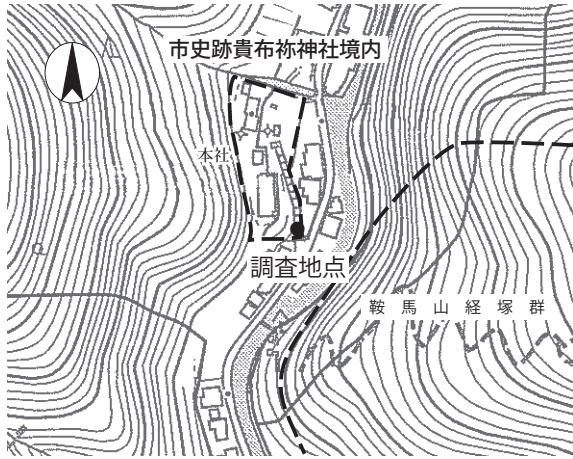 市史跡貴布祢神社境内
本社
調査地点
鞍馬山経塚群